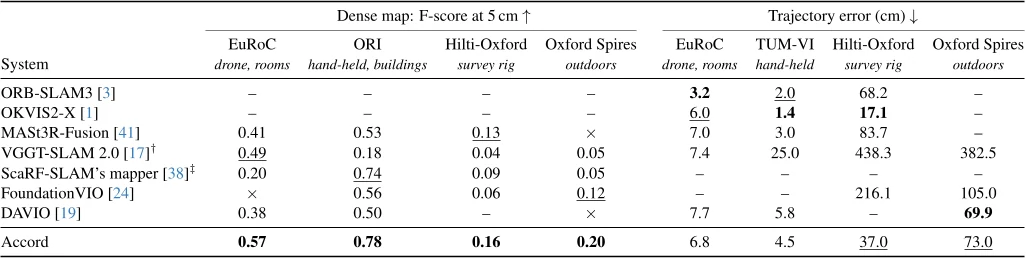 Dense map: F-score at 5 cm ↑ Trajectory error (cm) ↓
EuRoC ORI Hilti-Oxford Oxford Spires EuRoC TUM-VI Hilti-Oxford Oxford Spires
System drone, rooms hand-held, buildings survey rig outdoors drone, rooms hand-held survey rig outdoors
ORB-SLAM3 [3] – – – – 3.2 2.0 68.2 –
OKVIS2-X [1] – – – – 6.0 1.4 17.1 –
MASt3R-Fusion [41] 0.41 0.53 0.13 × 7.0 3.0 83.7 –
VGGT-SLAM 2.0 [17]† 0.49 0.18 0.04 0.05 7.4 25.0 438.3 382.5
ScaRF-SLAM's mapper [38]‡ 0.20 0.74 0.09 0.05 – – – –
FoundationVIO [24] × 0.56 0.06 0.12 – – 216.1 105.0
DAVIO [19] 0.38 0.50 – × 7.7 5.8 – 69.9
Accord 0.57 0.78 0.16 0.20 6.8 4.5 37.0 73.0